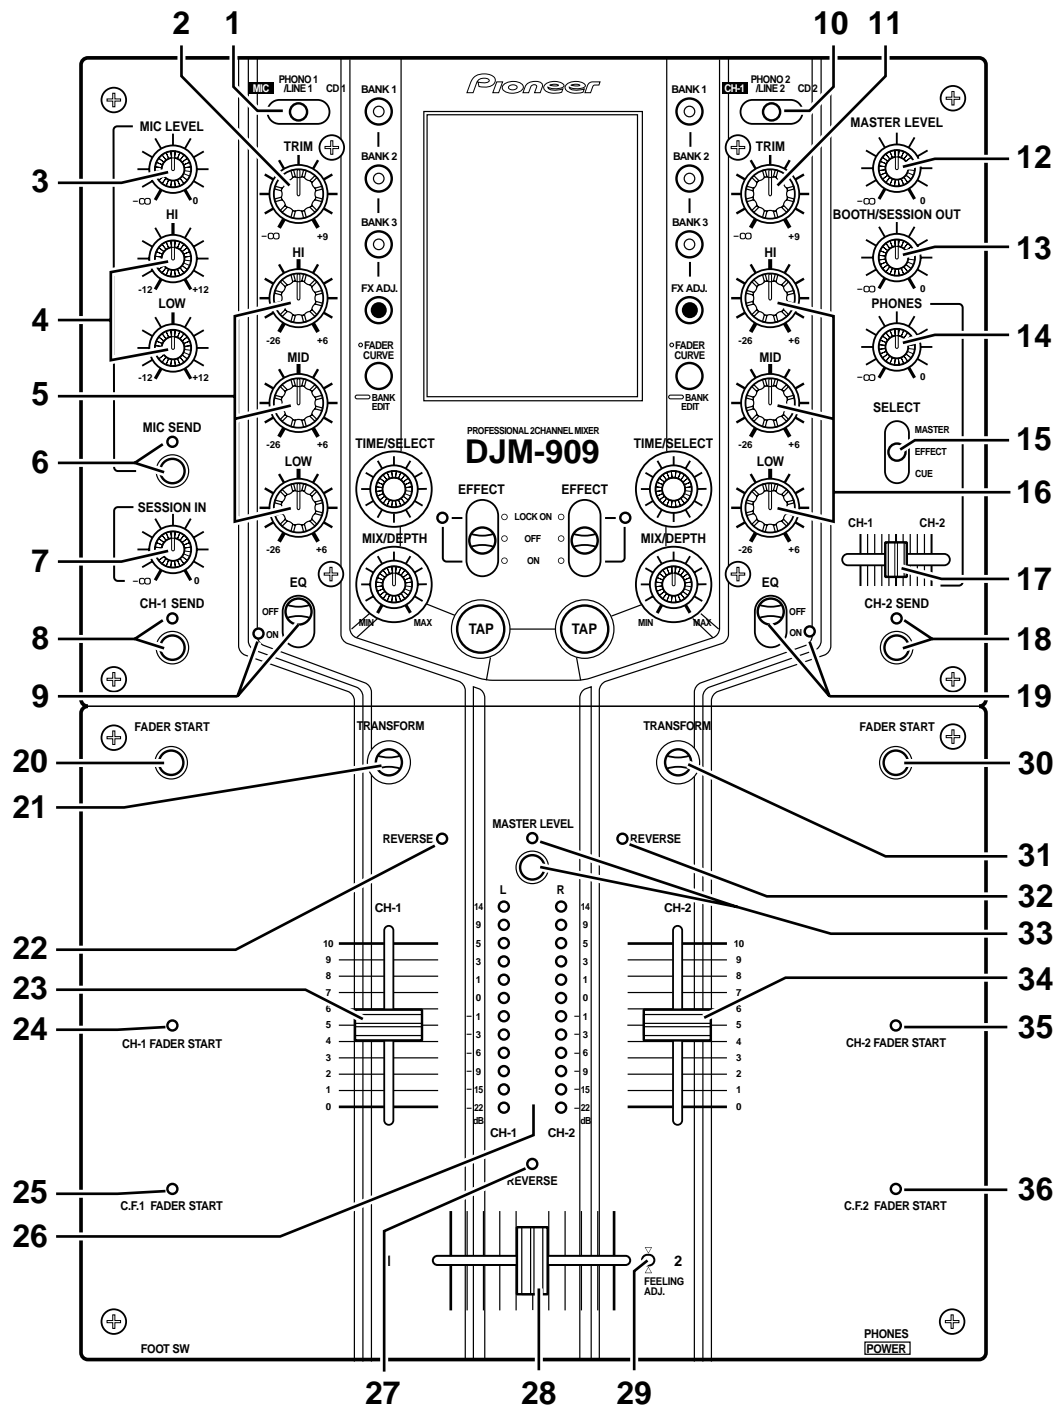 2 1 10 11
Pioneer
MIC PHONO 1 /LINE 1 CD 1
BANK 1
BANK 1
CH-1 PHONO 2 /LINE 2 CD 2
MIC LEVEL
TRIM
BANK 2
BANK 2
TRIM
MASTER LEVEL
3
12
-∞ 0
-∞ +9
-∞ +9
-∞ 0
HI
BANK 3
BANK 3
BOOTH/SESSION OUT
HI
HI
13
-12 +12
FX ADJ.
FX ADJ.
-∞ 0
LOW
PHONES
4
-26 +6
-26 +6
14
FADER CURVE
FADER CURVE
-12 +12
MID
MID
-∞ 0
5
BANK EDIT
BANK EDIT
SELECT
MIC SEND
-26 +6
PROFESSIONAL 2CHANNEL MIXER
DJM-909
-26 +6
MASTER
EFFECT
CUE
15
6
TIME/SELECT
TIME/SELECT
LOW
LOW
EFFECT EFFECT
16
SESSION IN
LOCK ON
OFF
ON
CH-1 CH-2
7
-26 +6
MIX/DEPTH
MIX/DEPTH
-26 +6
-∞ 0
17
EQ
EQ
CH-1 SEND
OFF
ON
OFF
ON
CH-2 SEND
8
MIN MAX
TAP TAP
MIN MAX
18
9
19
FADER START
TRANSFORM
TRANSFORM
FADER START
20
30
21
REVERSE
MASTER LEVEL
REVERSE
31
L R
32
CH-1
CH-2
22
33
14 14
9 9
5 5
3 3
1 1
0 0
-1 -1
-3 -3
-6 -6
-9 -9
-15 -15
-22 -22
dB dB
10 10
9 9
8 8
7 7
6 6
5 5
4 4
3 3
2 2
1 1
0 0
23
34
24
35
CH-1 FADER START
CH-2 FADER START
CH-1 CH-2
REVERSE
25
36
C.F.1 FADER START
C.F.2 FADER START
26
1 2
FEELING ADJ.
FOOT SW
PHONES
POWER
27 28 29